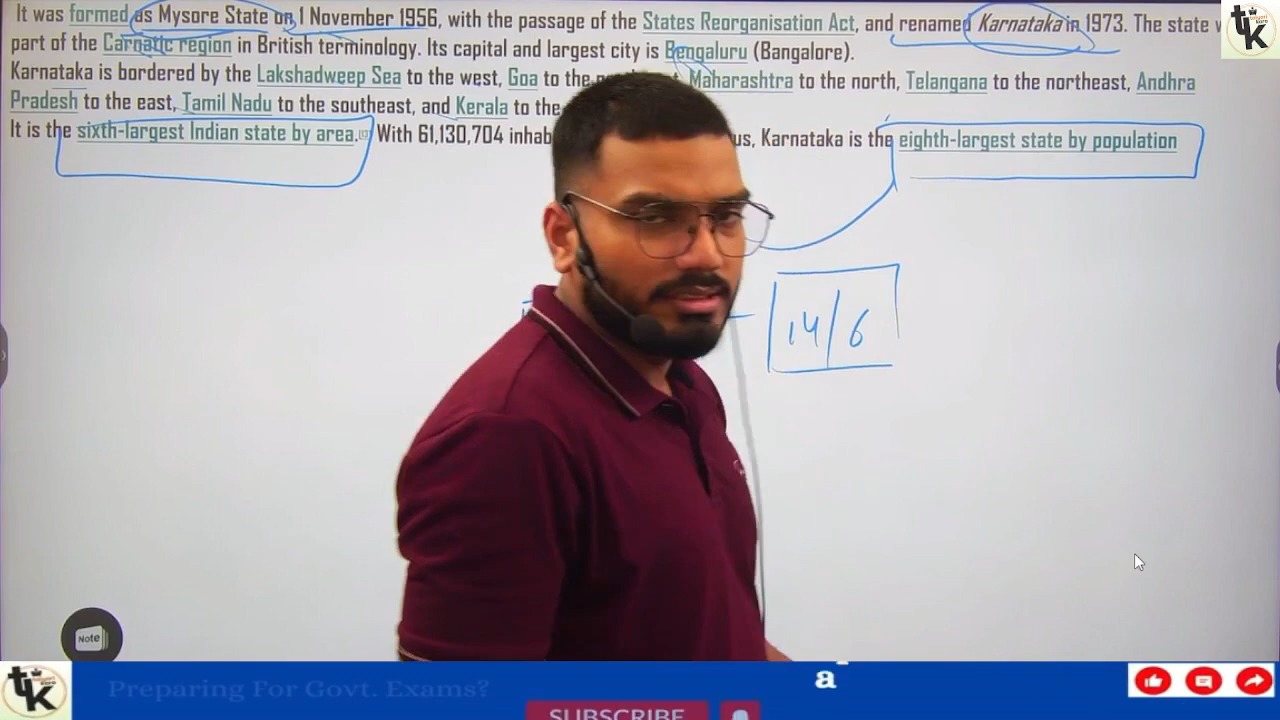 It was formed as Mysore State on 1 November 1956, with the passage of the States Reorganisation Act, and renamed Karnataka in 1973. The state
part of the Carnatic region in British terminology. Its capital and largest city is Bengaluru (Bangalore).
Karnataka is bordered by the Lakshadweep Sea to the west, Goa to the Maharashtra to the north, Telangana to the northeast, Andhra
Pradesh to the east, Tamil Nadu to the southeast, and Kerala to the
It is the sixth-largest Indian state by area. With 61,130,704 Karnataka is the eighth-largest state by population
14/6
Note
Preparing For Govt. Exams?
a
SUBSCRIBE